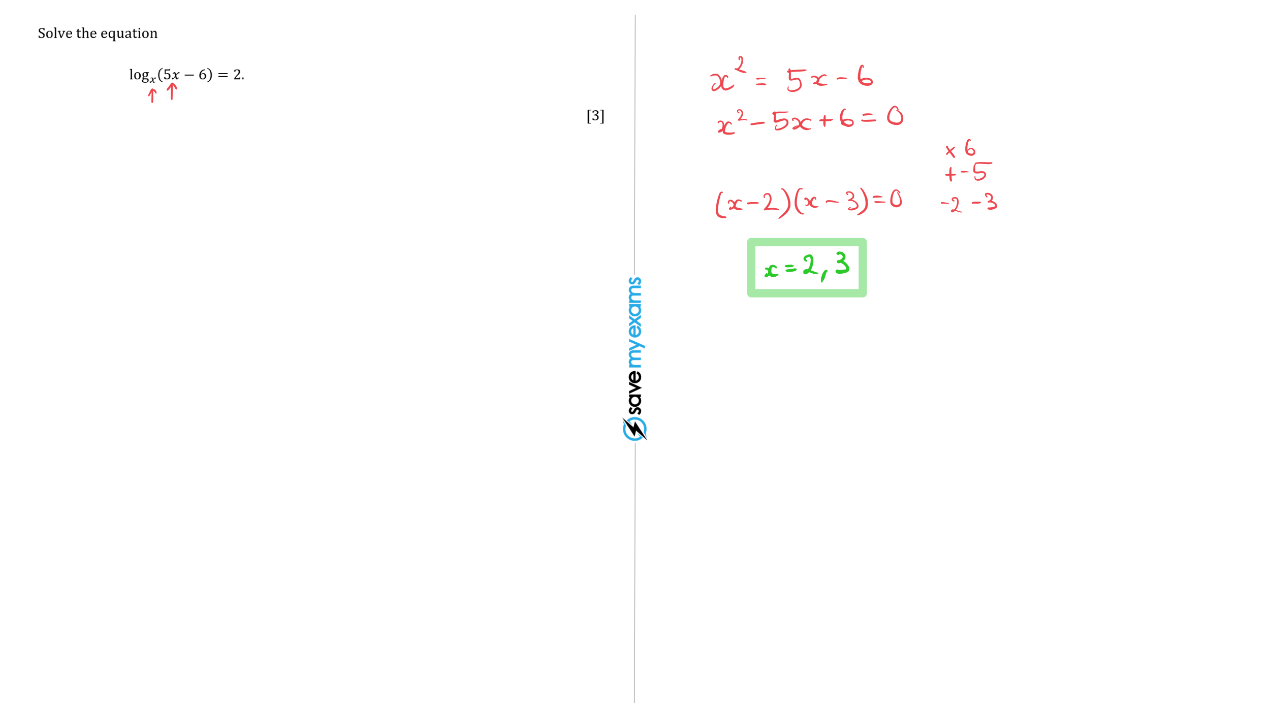 Solve the equation
logₓ(5x − 6) = 2.
[3]
x² = 5x − 6
x² − 5x + 6 = 0
× 6
+ −5
(x − 2)(x − 3) = 0
−2 −3
x = 2, 3
save my exams